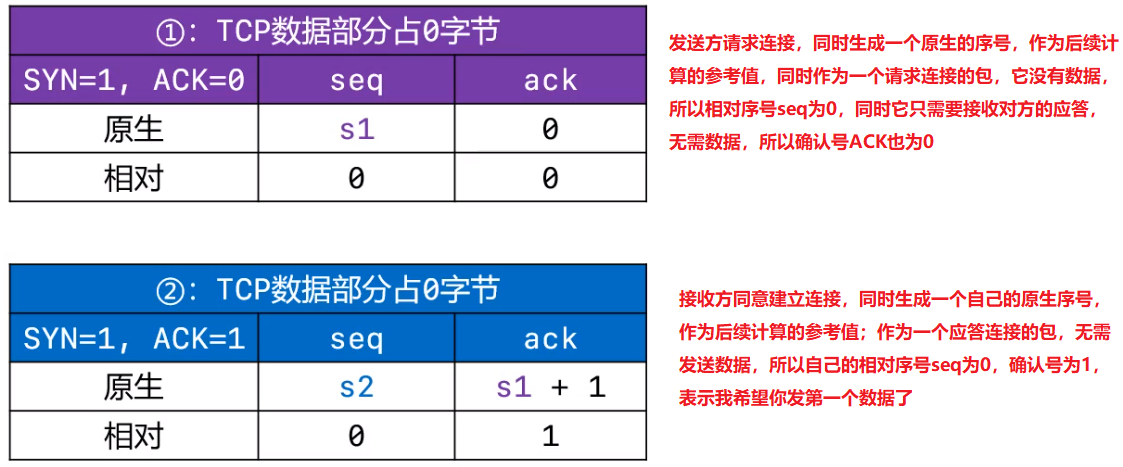 ①：TCP数据部分占0字节
SYN=1, ACK=0 seq ack
原生 s1 0
相对 0 0
发送方请求连接，同时生成一个原生的序号，作为后续计
算的参考值，同时作为一个请求连接的包，它没有数据，
所以相对序号seq为0，同时它只需要接收对方的应答，
无需数据，所以确认号ACK也为0
②：TCP数据部分占0字节
SYN=1, ACK=1 seq ack
原生 s2 s1 + 1
相对 0 1
接收方同意建立连接，同时生成一个自己的原生序号，
作为后续计算的参考值；作为一个应答连接的包，无需
发送数据，所以自己的相对序号seq为0，确认号为1，
表示我希望你发第一个数据了